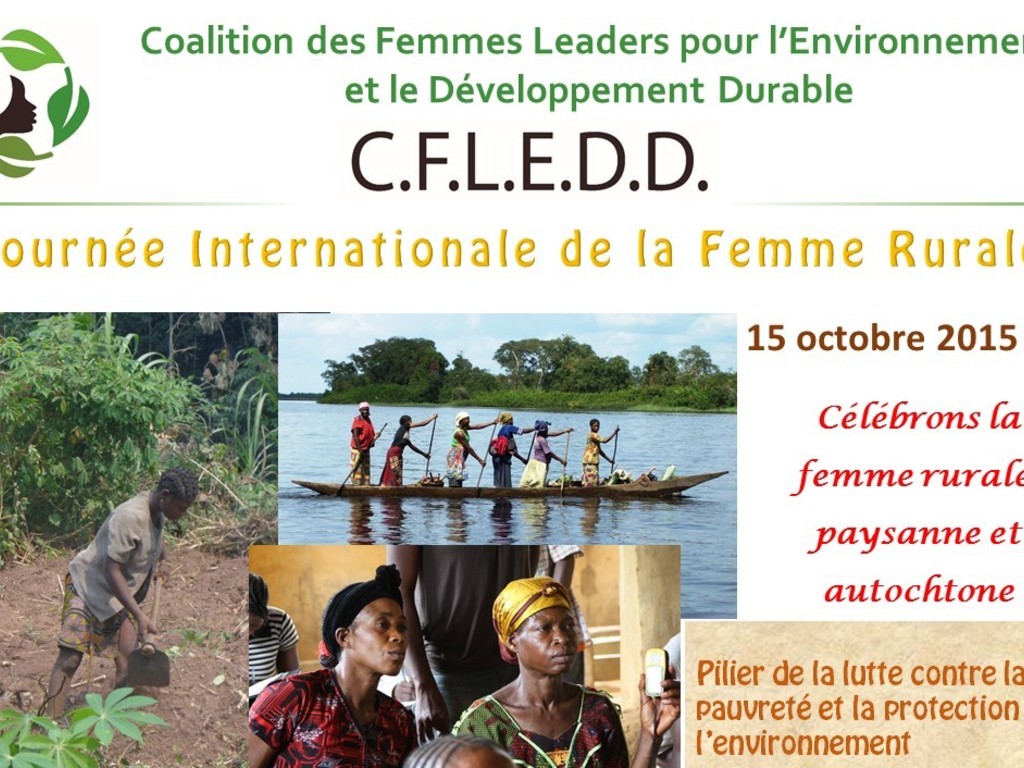 Coalition des Femmes Leaders pour l'Environnemen
et le Développement Durable
C.F.L.E.D.D.
ournée Internationale de la Femme Rurale
15 octobre 2015
Célébrons la
femme rurale
paysanne et
autochtone
Pilier de la lutte contre la
pauvreté et la protection
l'environnement